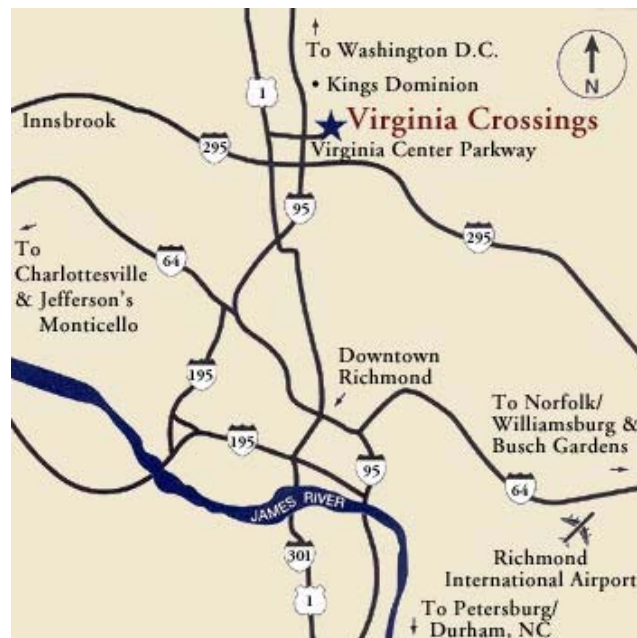 To Washington D.C.
• Kings Dominion
N
1
Virginia Crossings
Innsbrook
Virginia Center Parkway
295
95
295
To
Charlottesville
& Jefferson's
Monticello
64
Downtown
Richmond
195
To Norfolk/
Williamsburg &
Busch Gardens
195
95
64
JAMES RIVER
301
Richmond
International Airport
1
To Petersburg/
Durham, NC